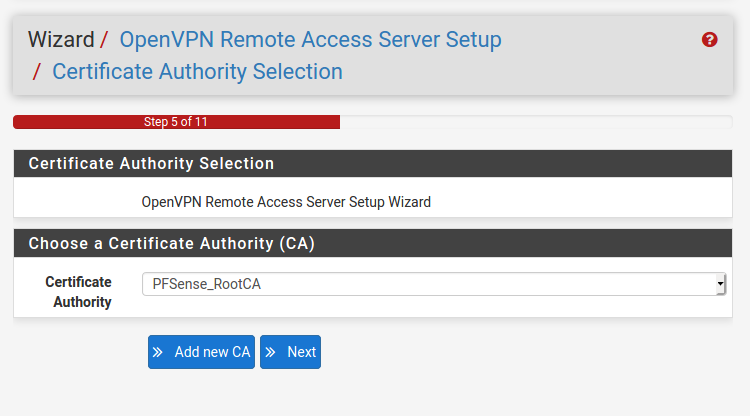 Wizard / OpenVPN Remote Access Server Setup
/ Certificate Authority Selection
Step 5 of 11
Certificate Authority Selection
OpenVPN Remote Access Server Setup Wizard
Choose a Certificate Authority (CA)
Certificate
Authority
PFSense_RootCA
Add new CA
Next